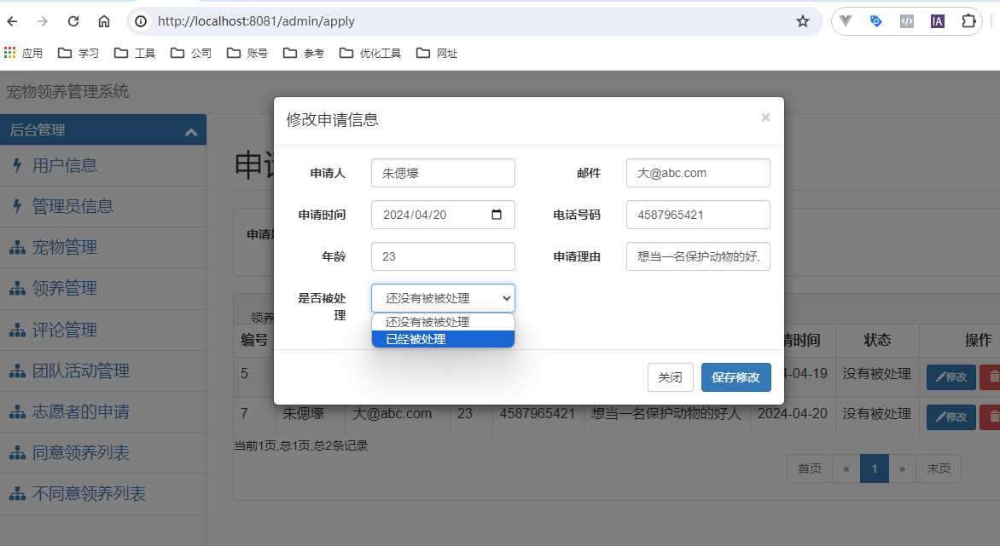 http://localhost:8081/admin/apply
应用 学习 工具 公司 账号 参考 优化工具 网址
宠物领养管理系统
后台管理
用户信息
管理员信息
宠物管理
领养管理
评论管理
团队活动管理
志愿者的申请
同意领养列表
不同意领养列表
修改申请信息 ×
申请人 朱偲壕 邮件 大@abc.com
申请时间 2024/04/20 电话号码 4587965421
年龄 23 申请理由 想当一名保护动物的好
是否被处理 还没有被被处理
还没有被被处理
已经被处理
关闭 保存修改
申请
领养
编号 请时间 状态 操作
5 4-04-19 没有被处理 修改
7 朱偲壕 大@abc.com 23 4587965421 想当一名保护动物的好人 2024-04-20 没有被处理 修改
当前1页,总1页,总2条记录
首页 « 1 » 末页